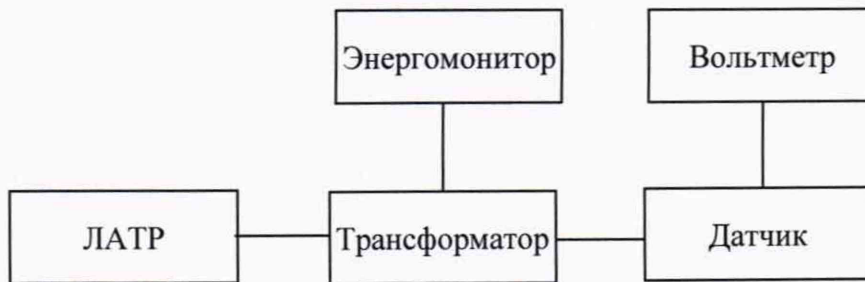 Энергомонитор
Вольтметр
ЛАТР
Трансформатор
Датчик